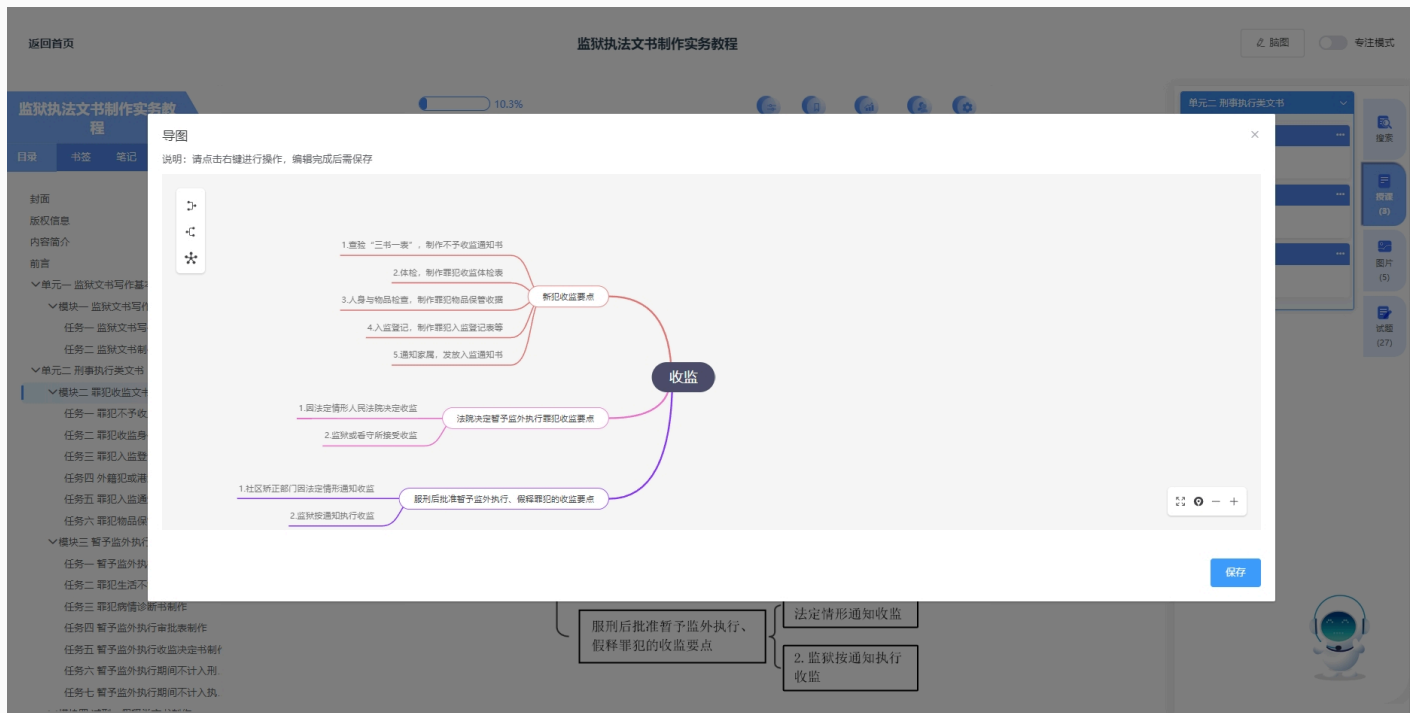 返回首页
监狱执法文书制作实务教程
脑图
专注模式
监狱执法文书制作实务教
程
10.3%
目录
书签
笔记
封面
版权信息
内容简介
前言
单元一 监狱文书写作基本
模块一 监狱文书写作
任务一 监狱文书写
任务二 监狱文书制
单元二 刑事执行类文书
模块二 罪犯收监文书
任务一 罪犯不予收
任务二 罪犯收监身
任务三 罪犯入监登
任务四 外籍犯或港
任务五 罪犯入监通
任务六 罪犯物品保
模块三 暂予监外执行
任务一 暂予监外执
任务二 罪犯生活不
任务三 罪犯病情诊断书制作
任务四 暂予监外执行审批表制作
任务五 暂予监外执行收监决定书制作
任务六 暂予监外执行期间不计入刑.
任务七 暂予监外执行期间不计入执.
导图
说明：请点击右键进行操作，编辑完成后需保存
1.查验“三书一表”，制作不予收监通知书
2.体检，制作罪犯收监体检表
3.人身与物品检查，制作罪犯物品保管收据
4.入监登记，制作罪犯入监登记表等
5.通知家属，发放入监通知书
新犯收监要点
收监
1.因法定情形人民法院决定收监
2.监狱或看守所接受收监
法院决定暂予监外执行罪犯收监要点
1.社区矫正部门因法定情形通知收监
2.监狱按通知执行收监
服刑后批准暂予监外执行、假释罪犯的收监要点
保存
服刑后批准暂予监外执行、
假释罪犯的收监要点
法定情形通知收监
2. 监狱按通知执行
收监
单元二 刑事执行类文书
搜索
授课
(8)
图片
(5)
试题
(27)